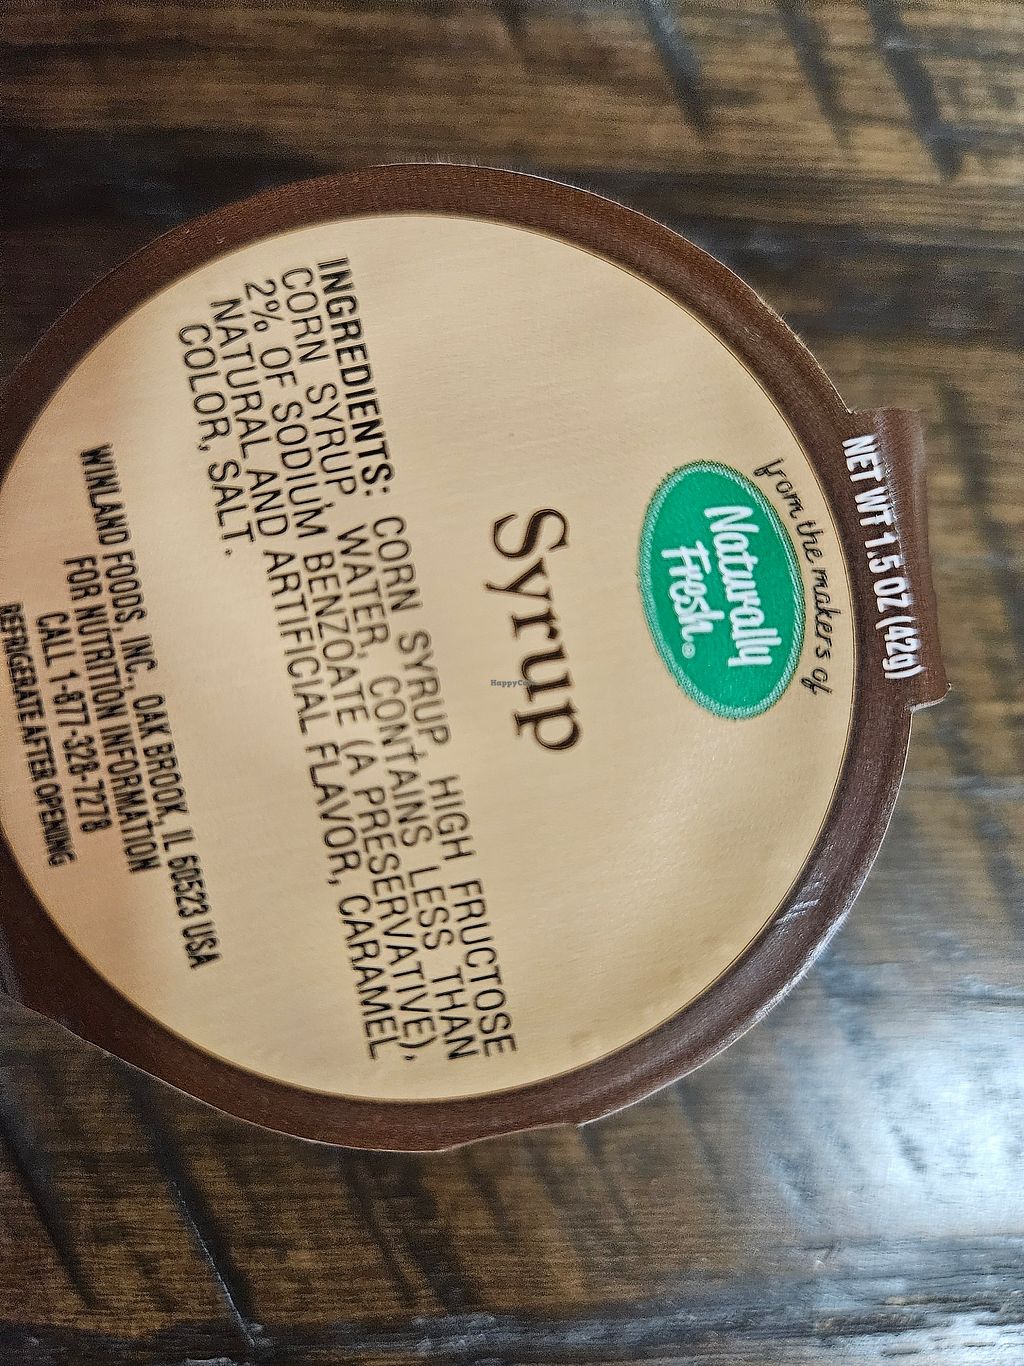 NET WT 1.5 OZ (42g)
from the makers of
Naturally
Fresh®
Syrup
INGREDIENTS: CORN SYRUP, HIGH FRUCTOSE
CORN SYRUP, WATER, CONTAINS LESS THAN
2% OF SODIUM BENZOATE (A PRESERVATIVE),
NATURAL AND ARTIFICIAL FLAVOR, CARAMEL
COLOR, SALT.
WINLAND FOODS, INC., OAK BROOK, IL 60523 USA
FOR NUTRITION INFORMATION
CALL 1-877-328-7278
REFRIGERATE AFTER OPENING